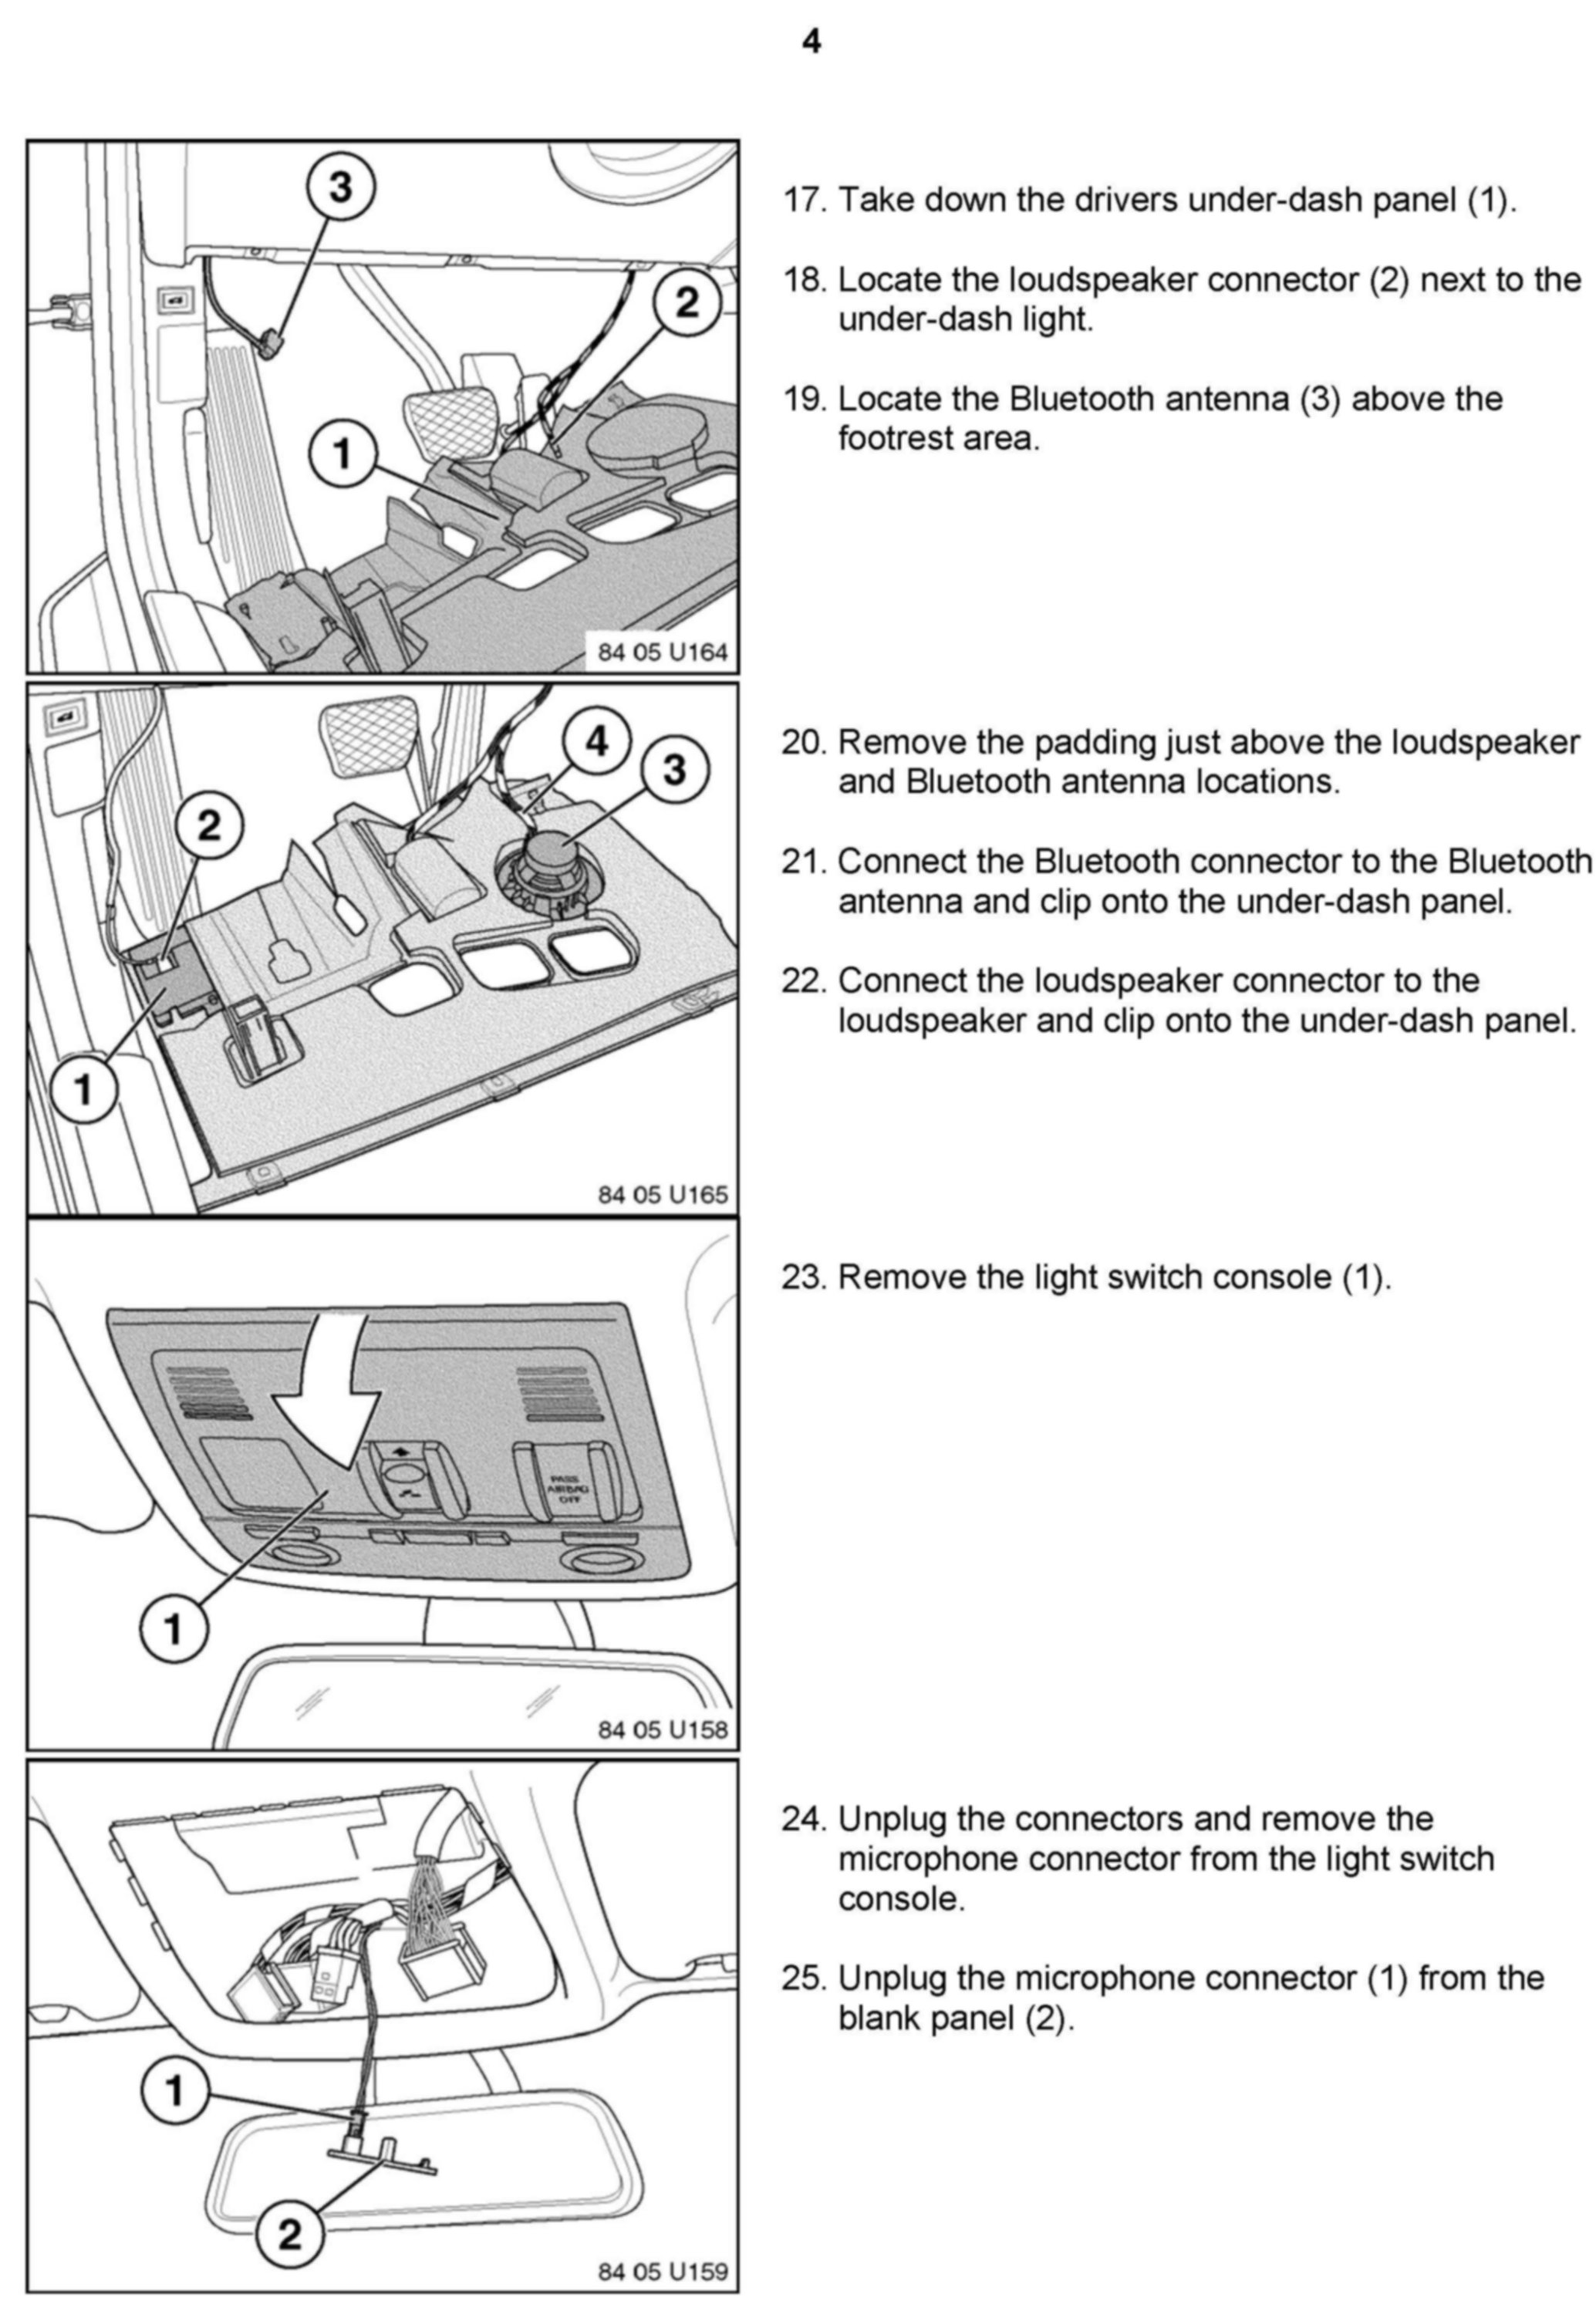 4
3
2
1
84 05 U164
17. Take down the drivers under-dash panel (1).
18. Locate the loudspeaker connector (2) next to the
under-dash light.
19. Locate the Bluetooth antenna (3) above the
footrest area.
4
3
2
1
84 05 U165
20. Remove the padding just above the loudspeaker
and Bluetooth antenna locations.
21. Connect the Bluetooth connector to the Bluetooth
antenna and clip onto the under-dash panel.
22. Connect the loudspeaker connector to the
loudspeaker and clip onto the under-dash panel.
PASS
AIRBAG
OFF
1
84 05 U158
23. Remove the light switch console (1).
1
2
84 05 U159
24. Unplug the connectors and remove the
microphone connector from the light switch
console.
25. Unplug the microphone connector (1) from the
blank panel (2).